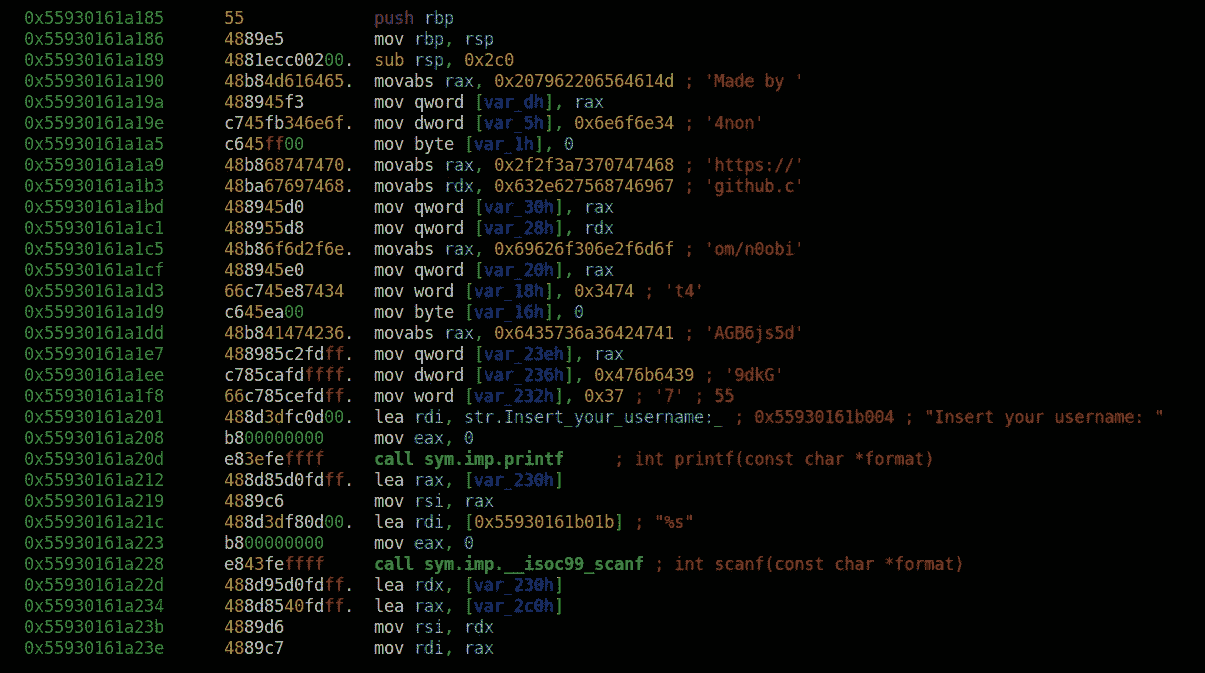 0x55930161a185 55 push rbp
0x55930161a186 4889e5 mov rbp, rsp
0x55930161a189 4881ecc00200. sub rsp, 0x2c0
0x55930161a190 48b84d616465. movabs rax, 0x207962206564614d ; 'Made by '
0x55930161a19a 488945f3 mov qword [var_dh], rax
0x55930161a19e c745fb346e6f. mov dword [var_5h], 0x6e6f6e34 ; '4non'
0x55930161a1a5 c645ff00 mov byte [var_1h], 0
0x55930161a1a9 48b868747470. movabs rax, 0x2f2f3a7370747468 ; 'https://'
0x55930161a1b3 48ba67697468. movabs rdx, 0x632e627568746967 ; 'github.c'
0x55930161a1bd 488945d0 mov qword [var_30h], rax
0x55930161a1c1 488955d8 mov qword [var_28h], rdx
0x55930161a1c5 48b86f6d2f6e. movabs rax, 0x69626f306e2f6d6f ; 'om/n0obi'
0x55930161a1cf 488945e0 mov qword [var_20h], rax
0x55930161a1d3 66c745e87434 mov word [var_18h], 0x3474 ; 't4'
0x55930161a1d9 c645ea00 mov byte [var_16h], 0
0x55930161a1dd 48b841474236. movabs rax, 0x6435736a36424741 ; 'AGB6js5d'
0x55930161a1e7 488985c2fdff. mov qword [var_23eh], rax
0x55930161a1ee c785cafdffff. mov dword [var_236h], 0x476b6439 ; '9dkG'
0x55930161a1f8 66c785cefdff. mov word [var_232h], 0x37 ; '7' ; 55
0x55930161a201 488d3dfc0d00. lea rdi, str.Insert_your_username:_ ; 0x55930161b004 ; "Insert your username: "
0x55930161a208 b800000000 mov eax, 0
0x55930161a20d e83efeffff call sym.imp.printf ; int printf(const char *format)
0x55930161a212 488d85d0fdff. lea rax, [var_230h]
0x55930161a219 4889c6 mov rsi, rax
0x55930161a21c 488d3df80d00. lea rdi, [0x55930161b01b] ; "%s"
0x55930161a223 b800000000 mov eax, 0
0x55930161a228 e843feffff call sym.imp.__isoc99_scanf ; int scanf(const char *format)
0x55930161a22d 488d95d0fdff. lea rdx, [var_230h]
0x55930161a234 488d8540fdff. lea rax, [var_2c0h]
0x55930161a23b 4889d6 mov rsi, rdx
0x55930161a23e 4889c7 mov rdi, rax